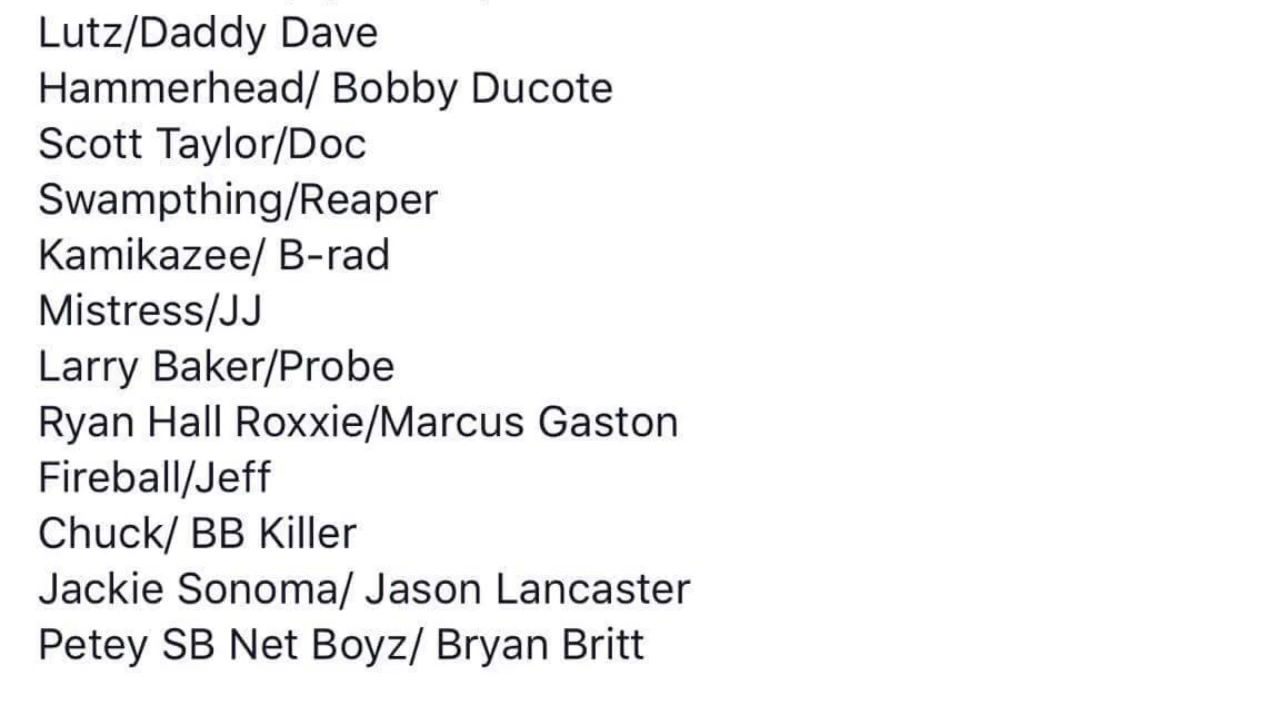 Lutz/Daddy Dave
Hammerhead/ Bobby Ducote
Scott Taylor/Doc
Swampthing/Reaper
Kamikazee/ B-rad
Mistress/JJ
Larry Baker/Probe
Ryan Hall Roxxie/Marcus Gaston
Fireball/Jeff
Chuck/ BB Killer
Jackie Sonoma/ Jason Lancaster
Petey SB Net Boyz/ Bryan Britt